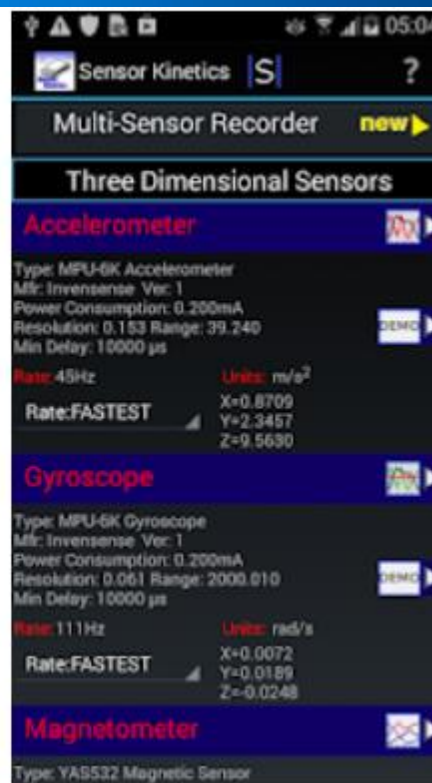 05:04
Sensor Kinetics |S| ?
Multi-Sensor Recorder new
Three Dimensional Sensors
Accelerometer
Type: MPU-6K Accelerometer
Mfr: Invensense Ver: 1
Power Consumption: 0.200mA
Resolution: 0.153 Range: 39.240
DEMO
Min Delay: 10000 µs
Rate: 45Hz Units: m/s²
Rate:FASTEST
X=0.8709
Y=2.3457
Z=9.5630
Gyroscope
Type: MPU-6K Gyroscope
Mfr: Invensense Ver: 1
Power Consumption: 0.200mA
Resolution: 0.061 Range: 2000.010
DEMO
Min Delay: 10000 µs
Rate: 111Hz Units: rad/s
Rate:FASTEST
X=0.0072
Y=0.0189
Z=-0.0248
Magnetometer
Type: YAS532 Magnetic Sensor